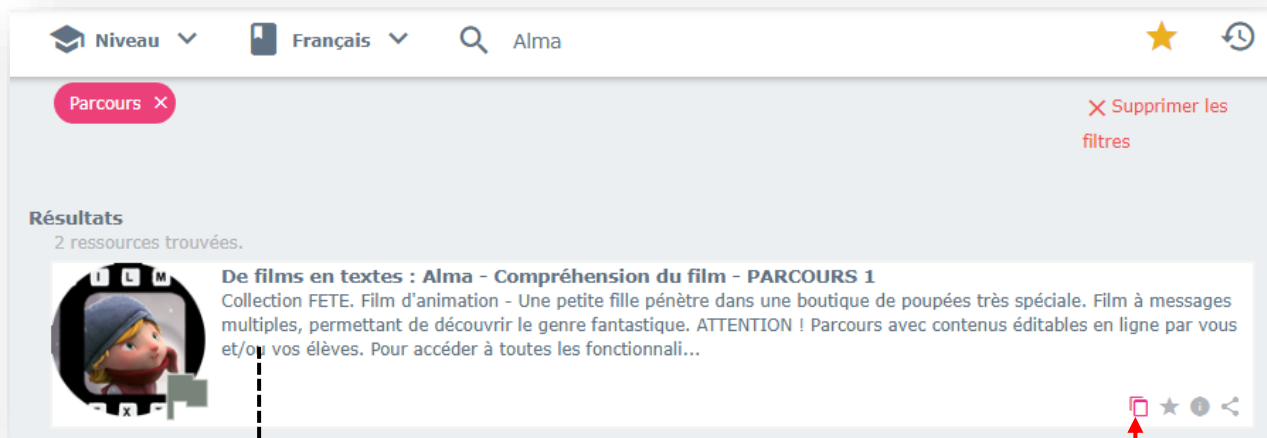 Niveau Français Alma
Parcours ×
× Supprimer les
filtres
Résultats
2 ressources trouvées.
I L M
De films en textes : Alma - Compréhension du film - PARCOURS 1
Collection FETE. Film d'animation - Une petite fille pénètre dans une boutique de poupées très spéciale. Film à messages
multiples, permettant de découvrir le genre fantastique. ATTENTION ! Parcours avec contenus éditables en ligne par vous
et/ou vos élèves. Pour accéder à toutes les fonctionnali...
X T